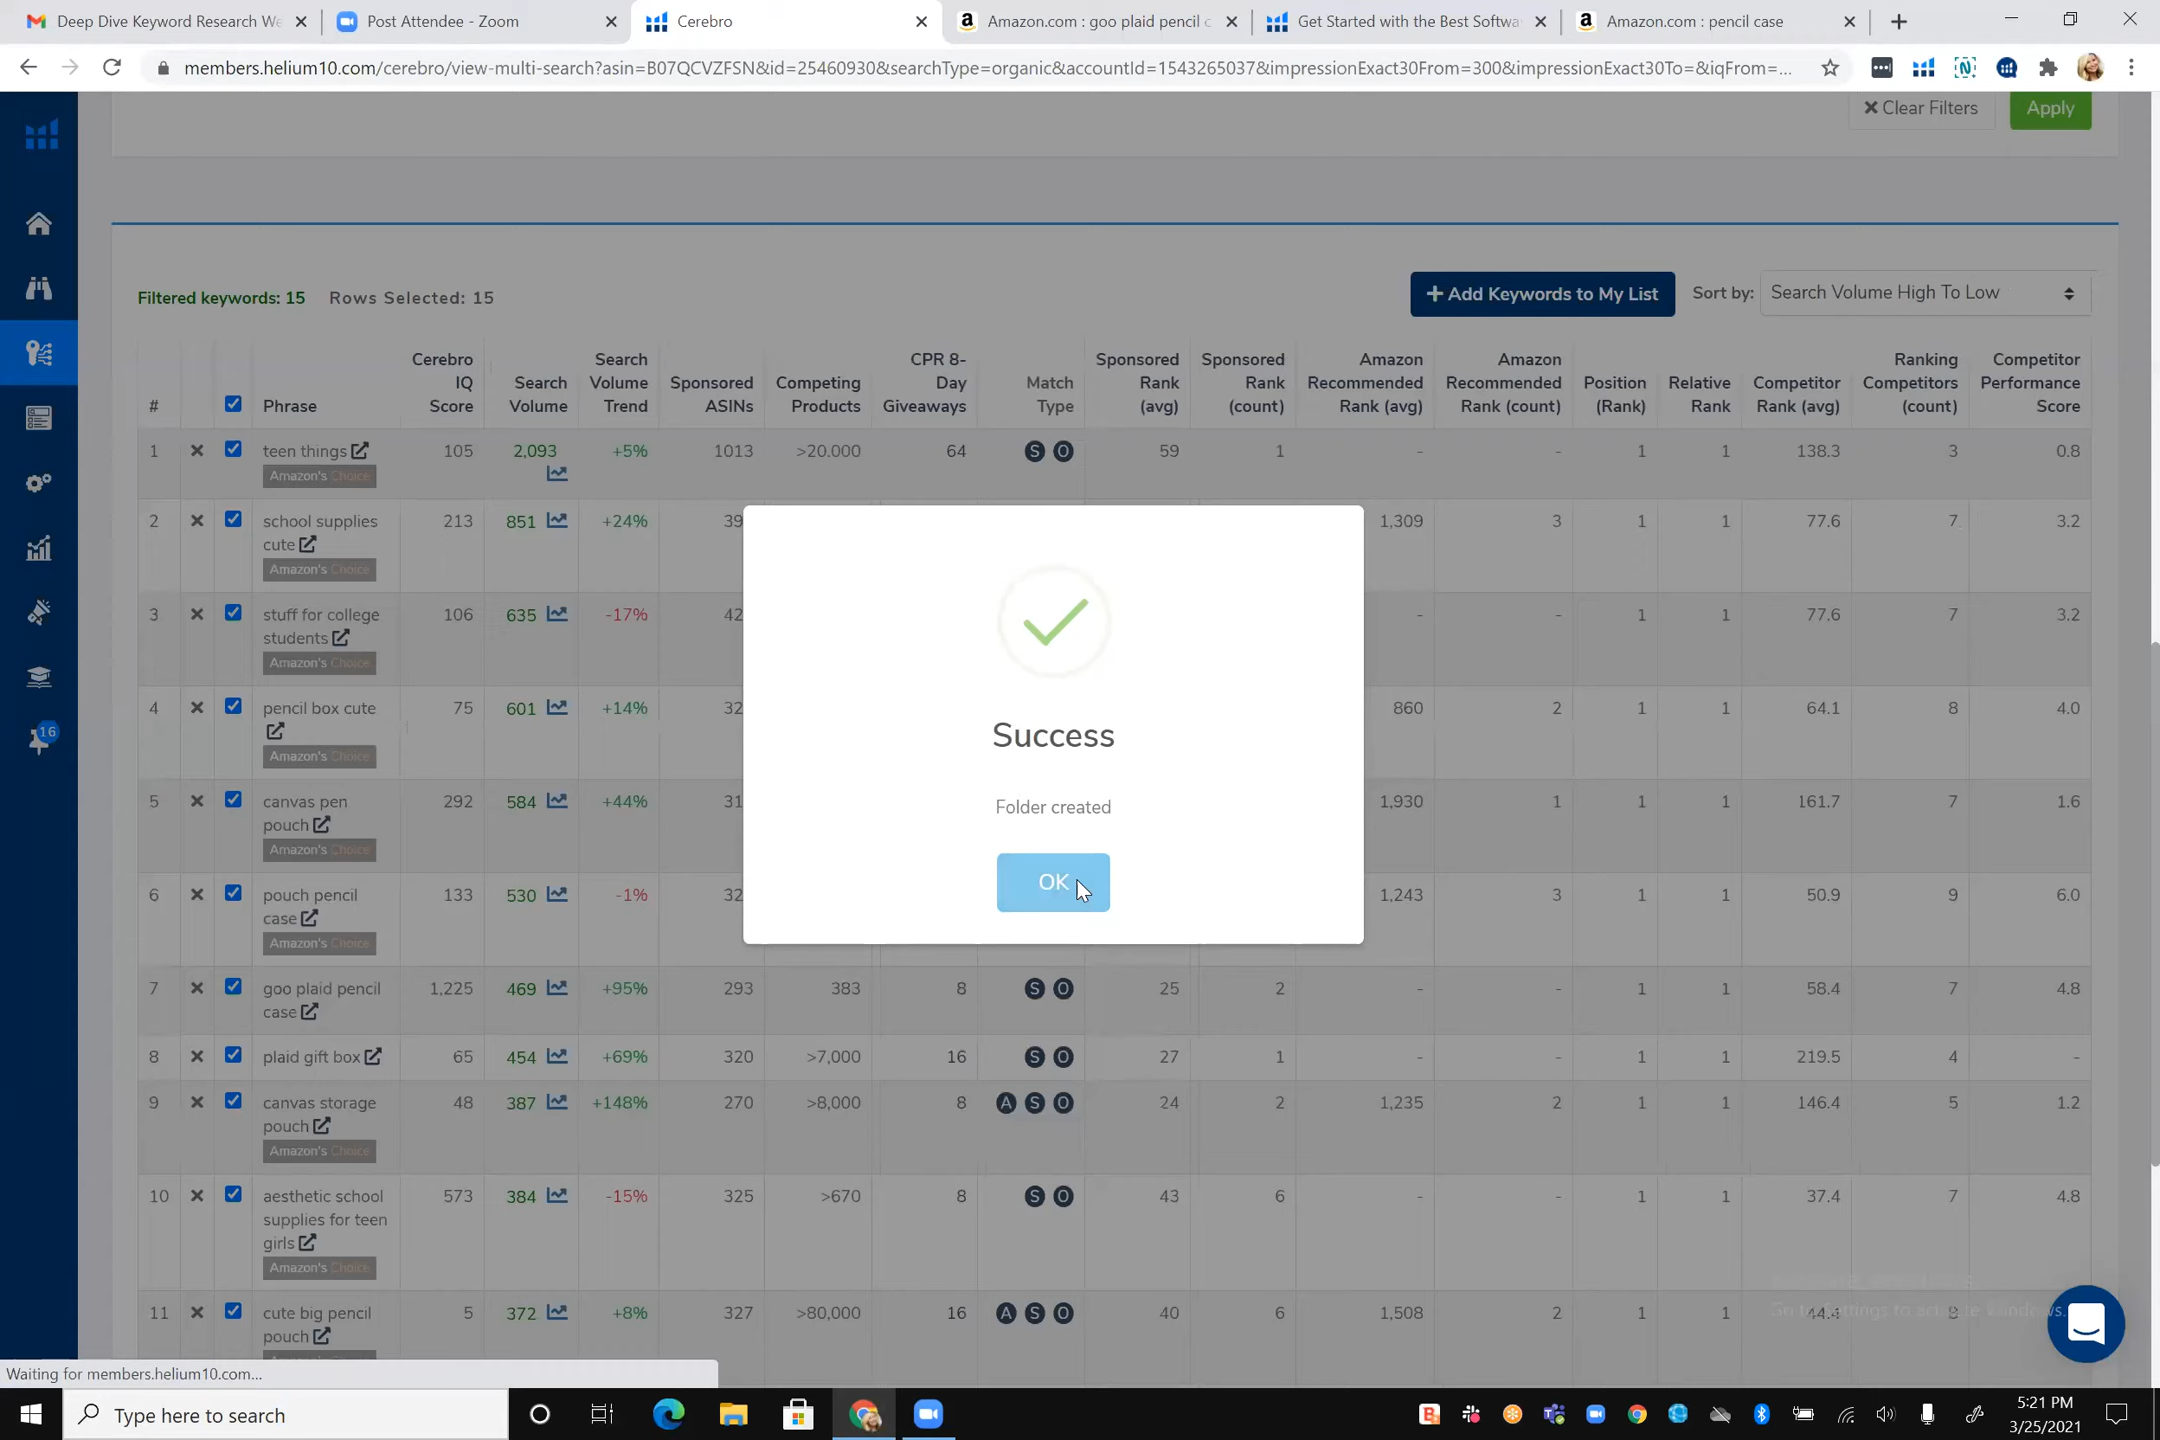 Deep Dive Keyword Research We
Post Attendee - Zoom
Cerebro
Amazon.com : goo plaid pencil c
Get Started with the Best Softwa
Amazon.com : pencil case
members.helium10.com/cerebro/view-multi-search?asin=B07QCVZFSN&id=25460930&searchType=organic&accountId=1543265037&impressionExact30From=300&impressionExact30To=&iqFrom=...
Clear Filters
Apply
Filtered keywords: 15 Rows Selected: 15
+ Add Keywords to My List
Sort by: Search Volume High To Low
# Phrase Cerebro IQ Score Search Volume Search Volume Trend Sponsored ASINs Competing Products CPR 8-Day Giveaways Match Type Sponsored Rank (avg) Sponsored Rank (count) Amazon Recommended Rank (avg) Amazon Recommended Rank (count) Position (Rank) Relative Rank Competitor Rank (avg) Ranking Competitors (count) Competitor Performance Score
1 teen things 105 2,093 +5% 1013 >20.000 64 S O 59 1 - - 1 1 138.3 3 0.8
Amazon's Choice
2 school supplies 213 851 +24% 39 1,309 3 1 1 77.6 7 3.2
cute
Amazon's Choice
3 stuff for college 106 635 -17% 42 - - 1 1 77.6 7 3.2
students
Amazon's Choice
4 pencil box cute 75 601 +14% 32 860 2 1 1 64.1 8 4.0
Amazon's Choice
5 canvas pen 292 584 +44% 31 1,930 1 1 1 161.7 7 1.6
pouch
Amazon's Choice
6 pouch pencil 133 530 -1% 32 1,243 3 1 1 50.9 9 6.0
case
Amazon's Choice
7 goo plaid pencil 1,225 469 +95% 293 383 8 S O 25 2 - - 1 1 58.4 7 4.8
case
8 plaid gift box 65 454 +69% 320 >7,000 16 S O 27 1 - - 1 1 219.5 4 -
9 canvas storage 48 387 +148% 270 >8,000 8 A S O 24 2 1,235 2 1 1 146.4 5 1.2
pouch
Amazon's Choice
10 aesthetic school 573 384 -15% 325 >670 8 S O 43 6 - - 1 1 37.4 7 4.8
supplies for teen
girls
Amazon's Choice
11 cute big pencil 5 372 +8% 327 >80,000 16 A S O 40 6 1,508 2 1 1
pouch
Success
Folder created
OK
16
Go to Settings to activate Windows.
Waiting for members.helium10.com...
Type here to search
5:21 PM
3/25/2021